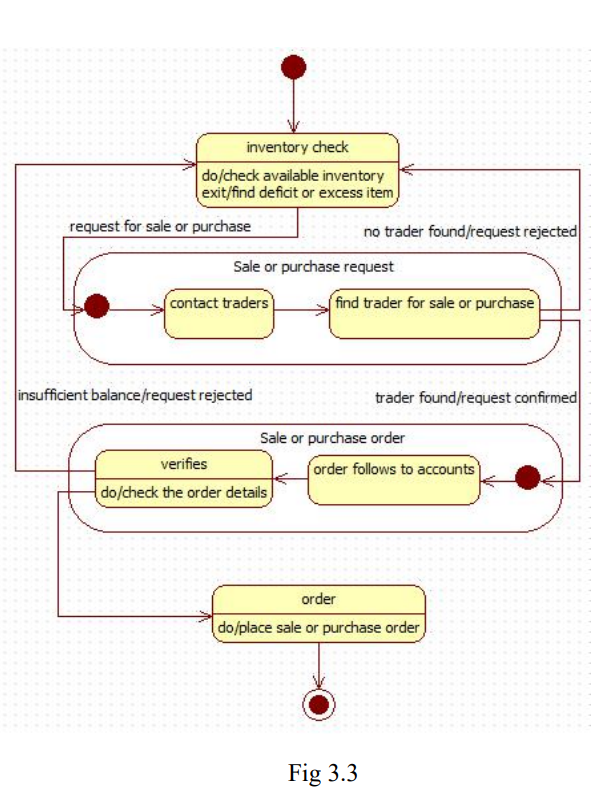 inventory check
do/check available inventory
exit/find deficit or excess item
request for sale or purchase
no trader found/request rejected
Sale or purchase request
contact traders
find trader for sale or purchase
insufficient balance/request rejected
trader found/request confirmed
Sale or purchase order
verifies
do/check the order details
order follows to accounts
order
do/place sale or purchase order
Fig 3.3